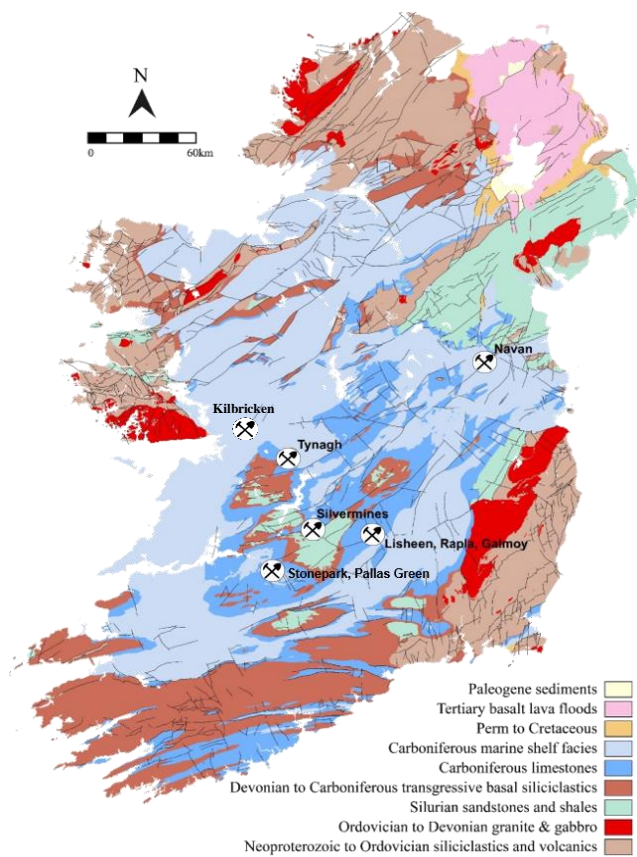 N
0 60km
Navan
Kilbricken
Tynagh
Silvermines
Lisheen, Rapla, Galmoy
Stonepark, Pallas Green
Paleogene sediments
Tertiary basalt lava floods
Perm to Cretaceous
Carboniferous marine shelf facies
Carboniferous limestones
Devonian to Carboniferous transgressive basal siliciclastics
Silurian sandstones and shales
Ordovician to Devonian granite & gabbro
Neoproterozoic to Ordovician siliciclastics and volcanics